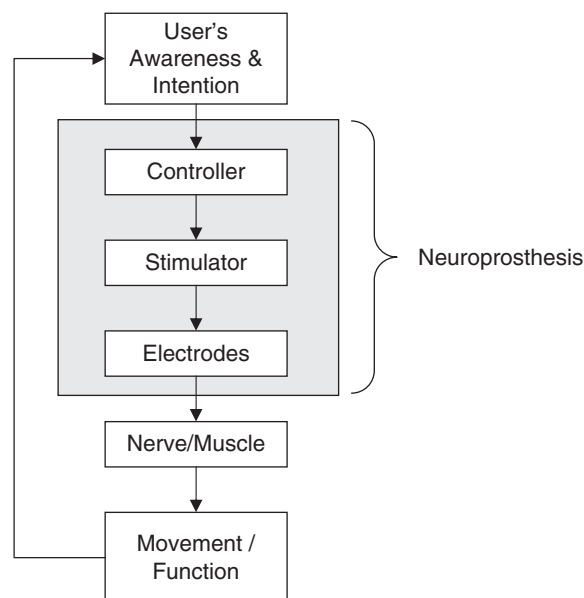 User's
Awareness &
Intention
Controller
Stimulator
Neuroprosthesis
Electrodes
Nerve/Muscle
Movement /
Function